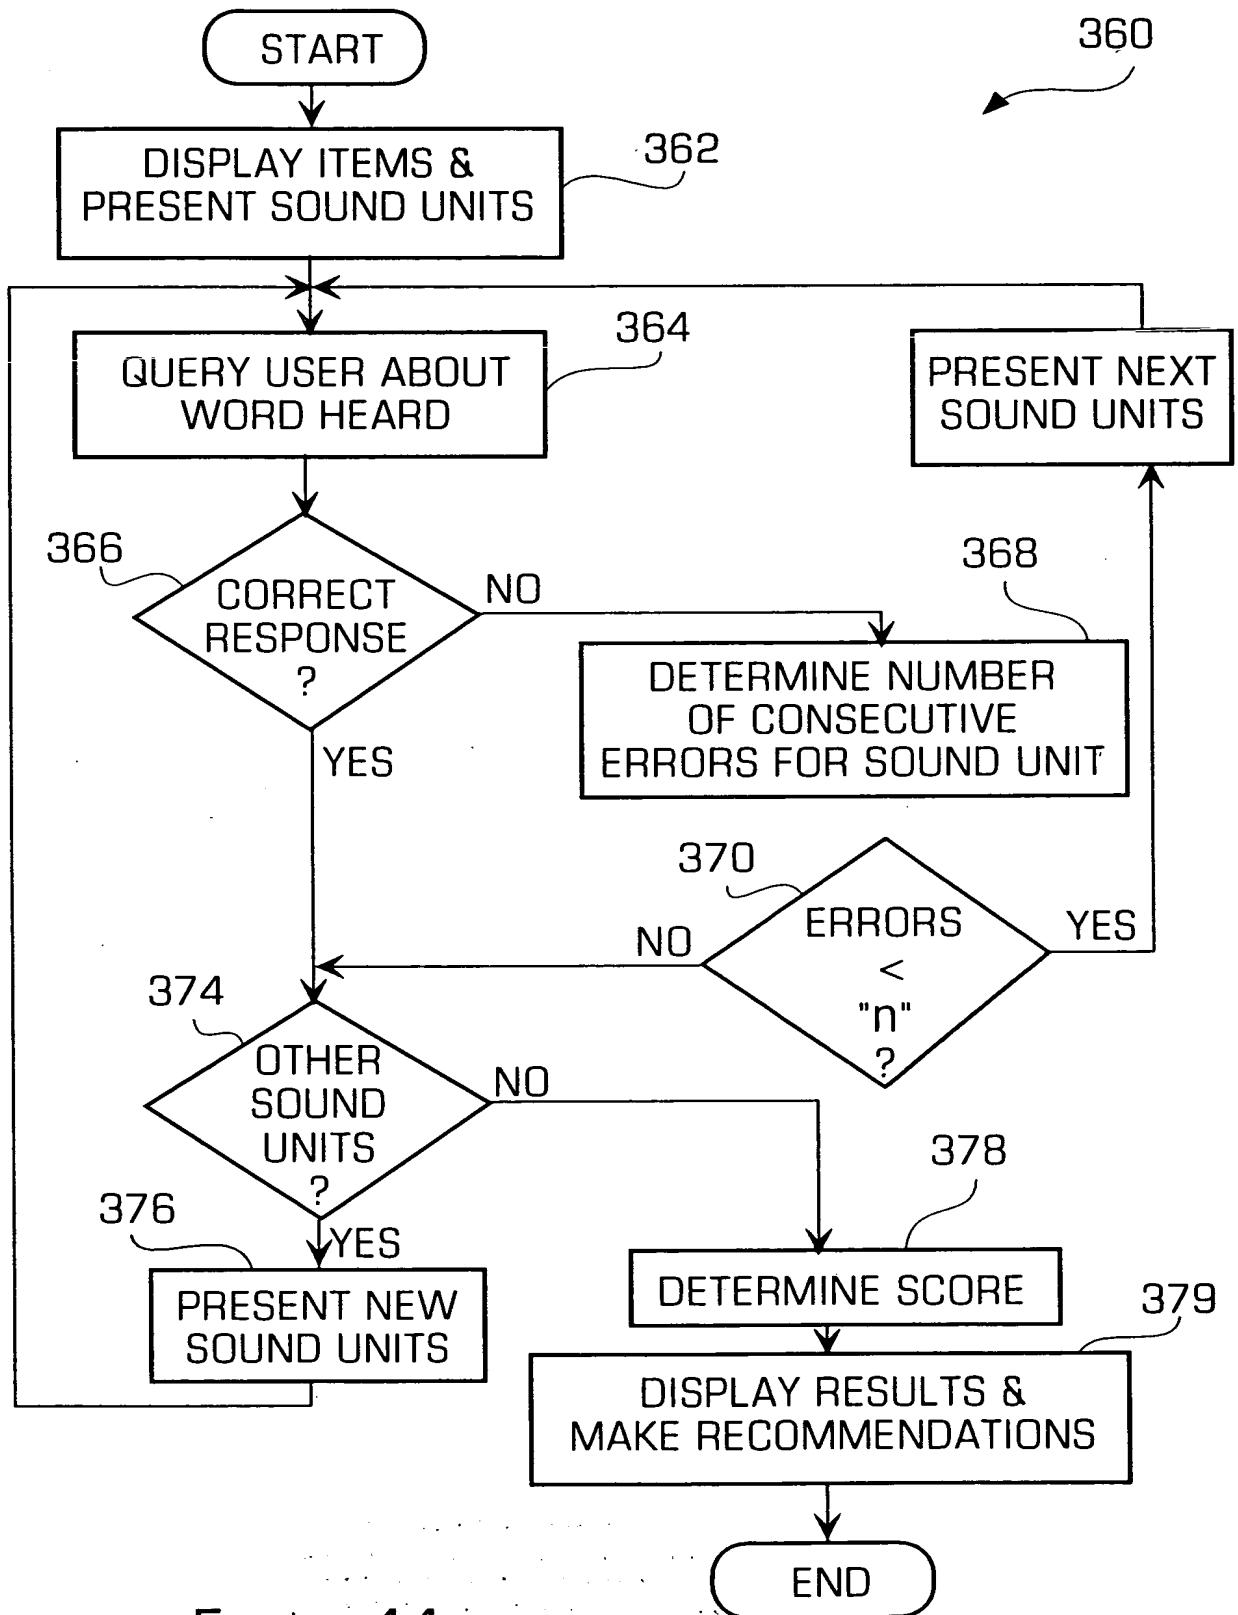 START
360
DISPLAY ITEMS &
PRESENT SOUND UNITS
362
QUERY USER ABOUT
WORD HEARD
364
PRESENT NEXT
SOUND UNITS
366
CORRECT
RESPONSE
?
NO
YES
368
DETERMINE NUMBER
OF CONSECUTIVE
ERRORS FOR SOUND UNIT
370
ERRORS
<
"n"
?
NO
YES
374
OTHER
SOUND
UNITS
?
NO
YES
376
PRESENT NEW
SOUND UNITS
378
DETERMINE SCORE
379
DISPLAY RESULTS &
MAKE RECOMMENDATIONS
END